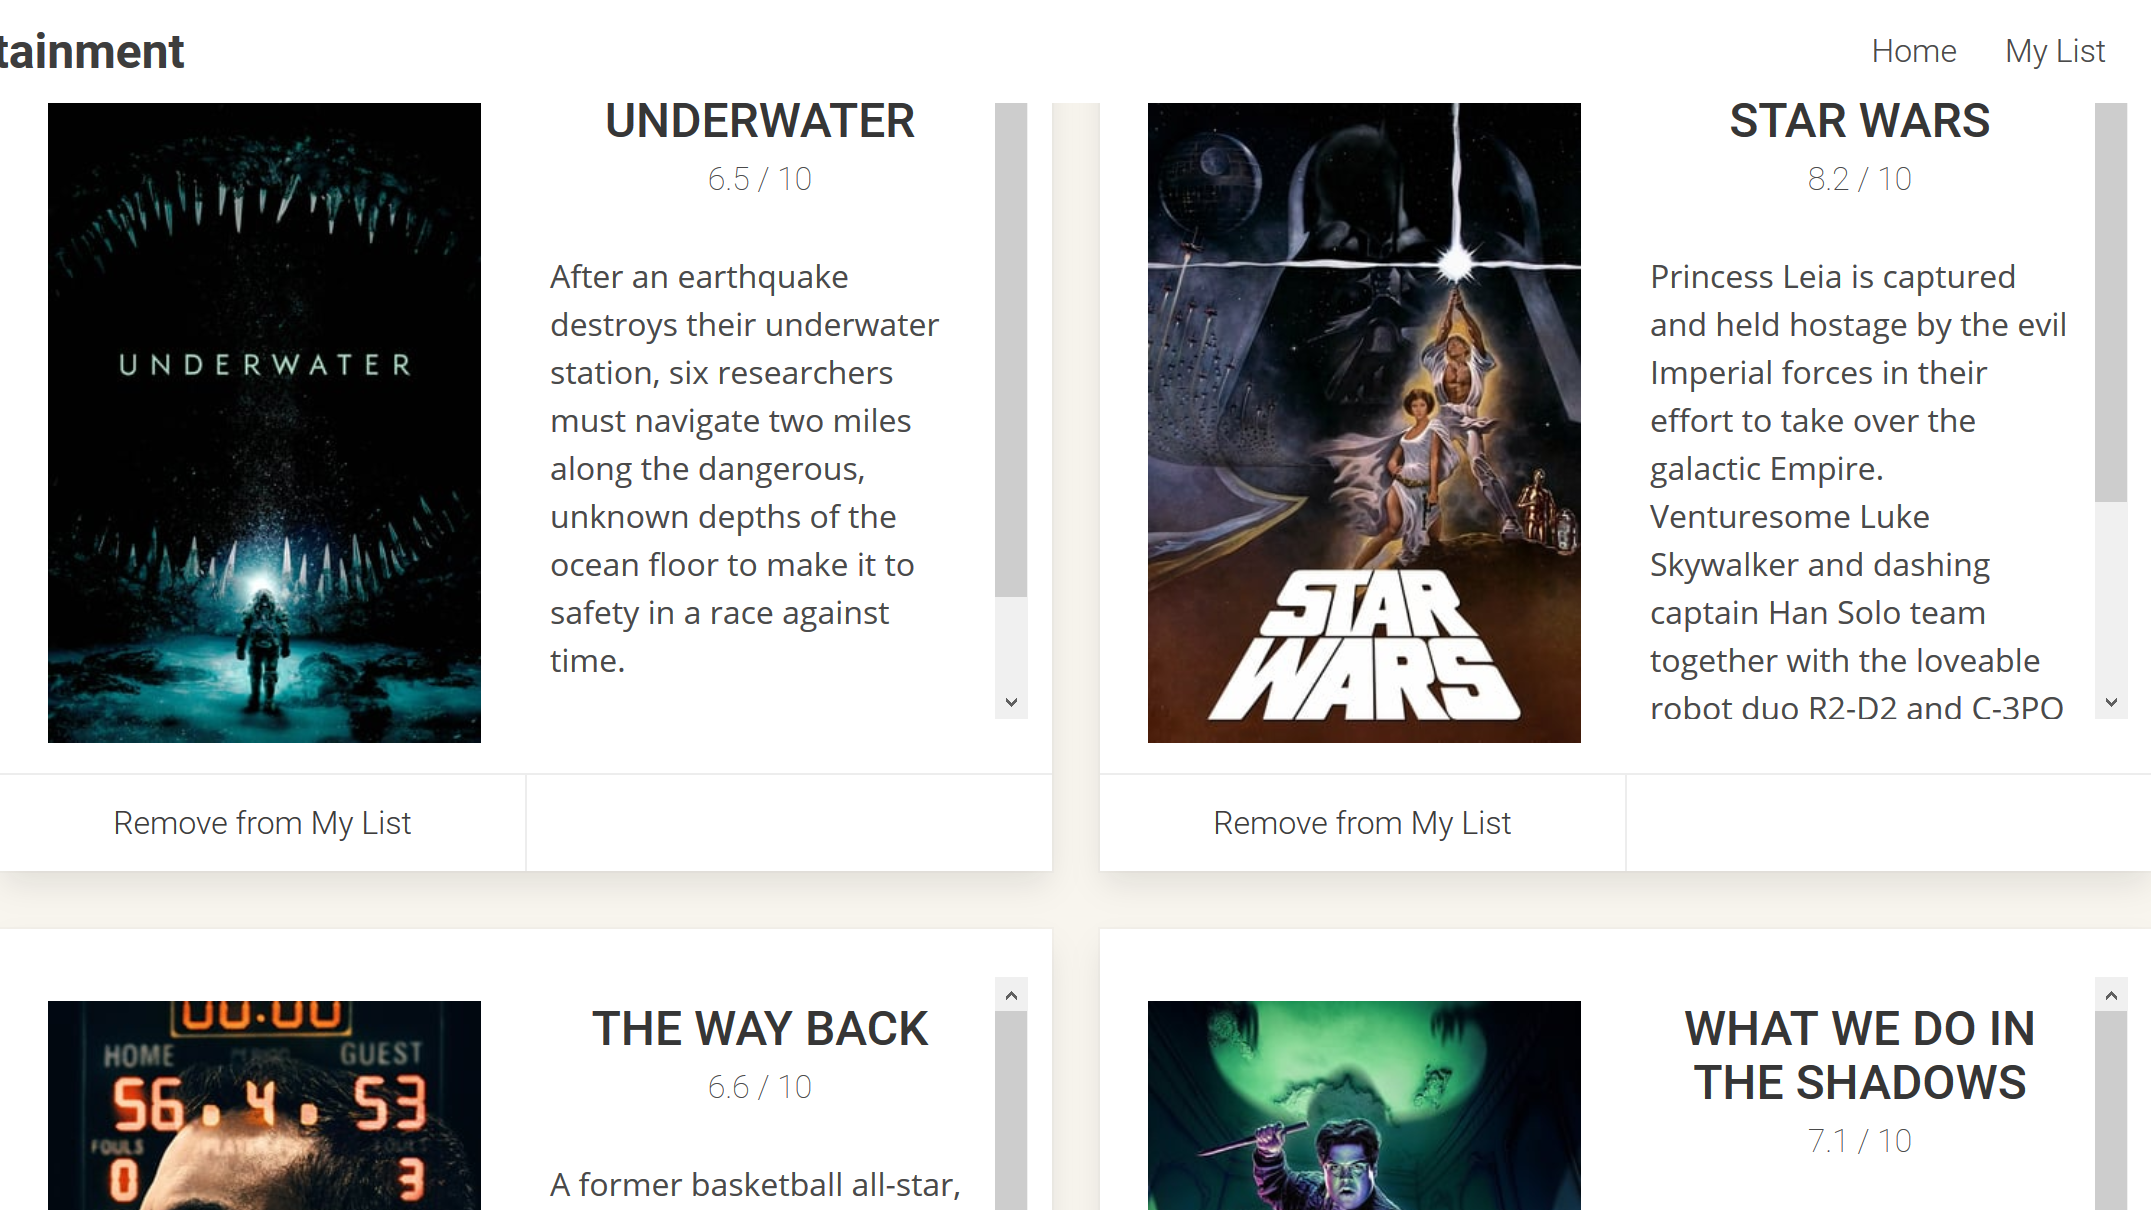 tainment
Home
My List
UNDERWATER
UNDERWATER
6.5 / 10
After an earthquake
destroys their underwater
station, six researchers
must navigate two miles
along the dangerous,
unknown depths of the
ocean floor to make it to
safety in a race against
time.
Remove from My List
STAR
WARS
STAR WARS
8.2 / 10
Princess Leia is captured
and held hostage by the evil
Imperial forces in their
effort to take over the
galactic Empire.
Venturesome Luke
Skywalker and dashing
captain Han Solo team
together with the loveable
robot duo R2-D2 and C-3PO
Remove from My List
00:00
HOME
GUEST
56 . 4 . 53
FOULS
0
3
THE WAY BACK
6.6 / 10
A former basketball all-star,
WHAT WE DO IN
THE SHADOWS
7.1 / 10